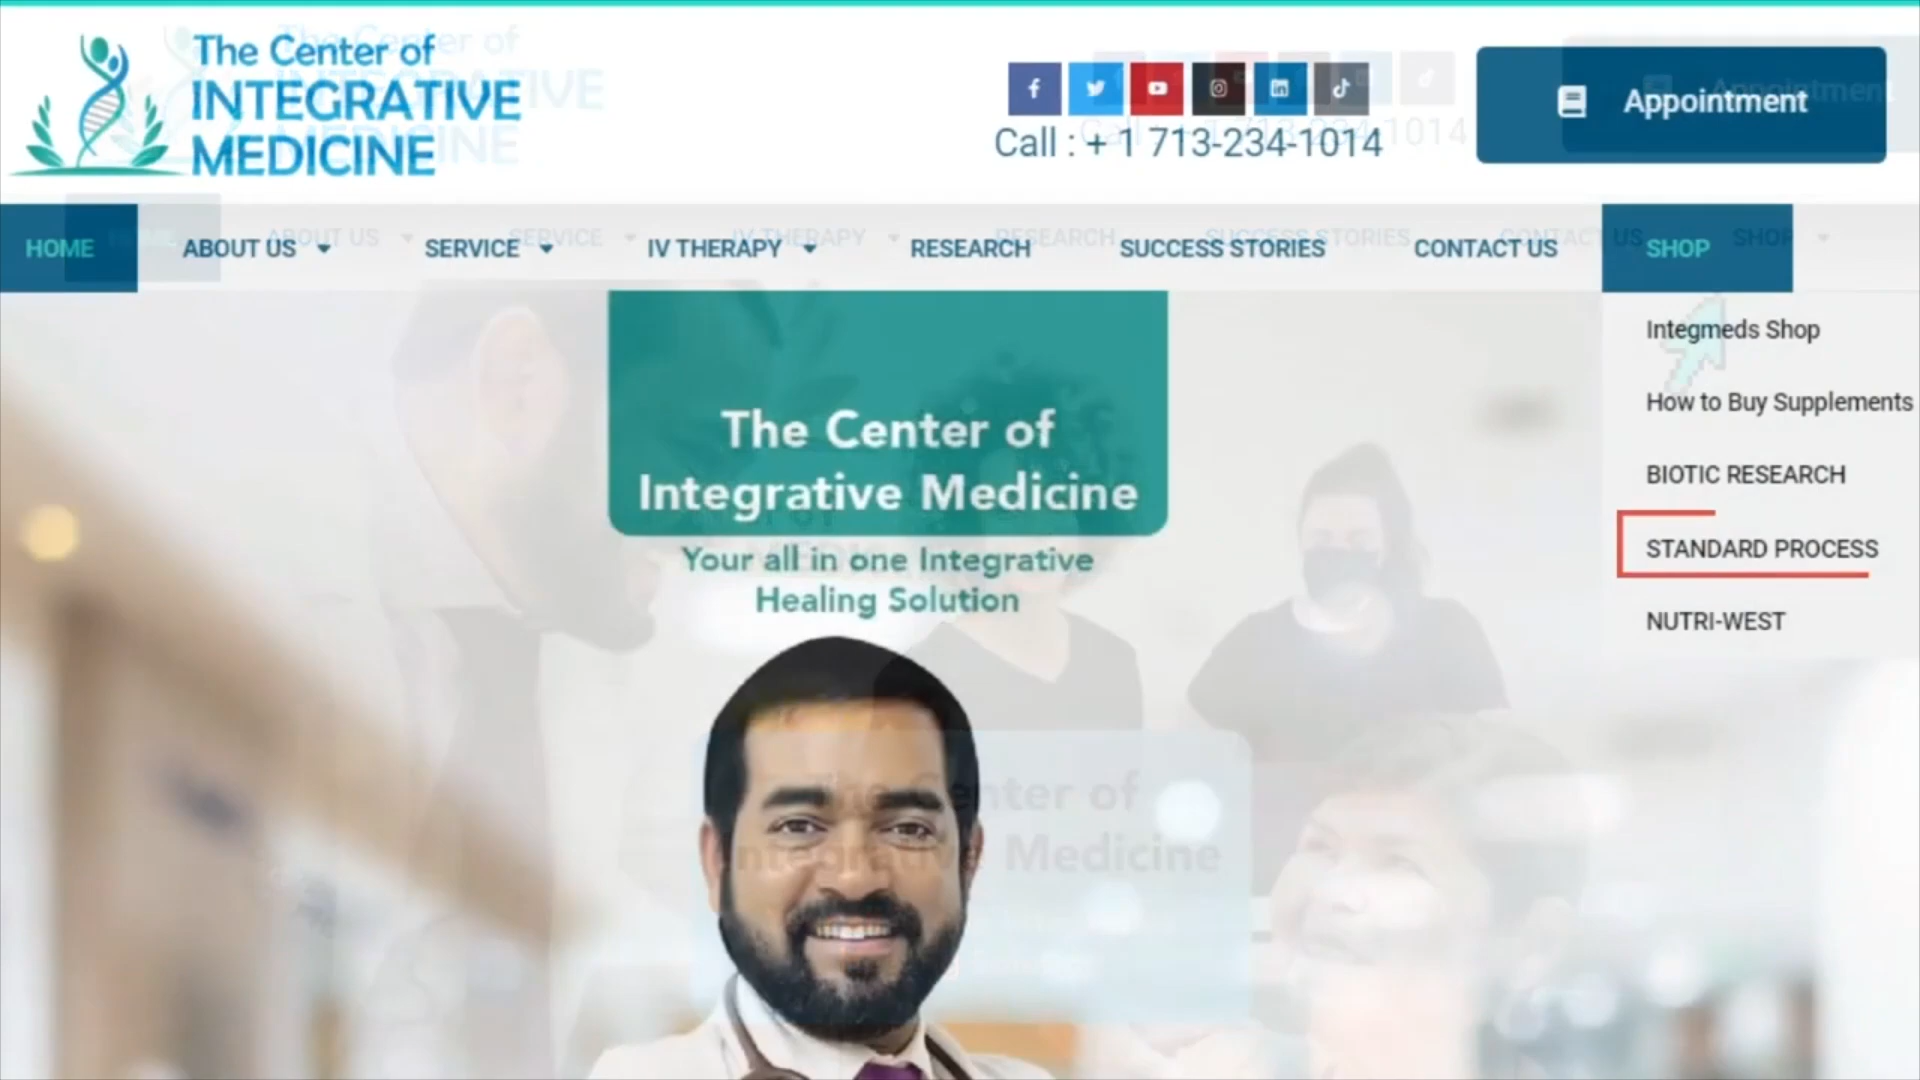 The Center of
INTEGRATIVE
MEDICINE
Call : + 1 713-234-1014
Appointment
HOME
ABOUT US
SERVICE
IV THERAPY
RESEARCH
SUCCESS STORIES
CONTACT US
SHOP
Integmeds Shop
How to Buy Supplements
BIOTIC RESEARCH
STANDARD PROCESS
NUTRI-WEST
The Center of
Integrative Medicine
Your all in one Integrative
Healing Solution